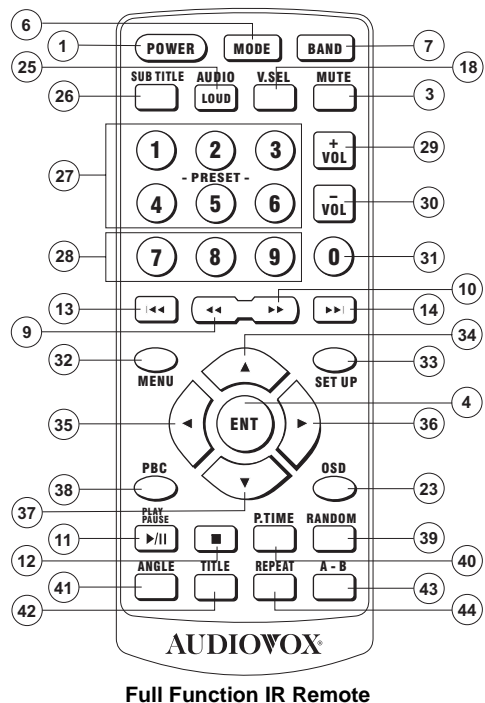 6
1 POWER MODE BAND 7
25 SUB TITLE AUDIO V.SEL MUTE 18
26 LOUD 3
1 2 3 + VOL 29
27 - PRESET -
4 5 6 − VOL 30
28 7 8 9 0 31
10
13 |◄◄ ◄◄ ►► ►►| 14
9
32 MENU ▲ SET UP 33
34
4
35 ◄ ENT ► 36
38 PBC ▼ OSD 23
37
PLAY
PAUSE P.TIME RANDOM
11 ►/II ■ 39
12 40
41 ANGLE TITLE REPEAT A - B 43
42 44
AUDIOVOX®
Full Function IR Remote